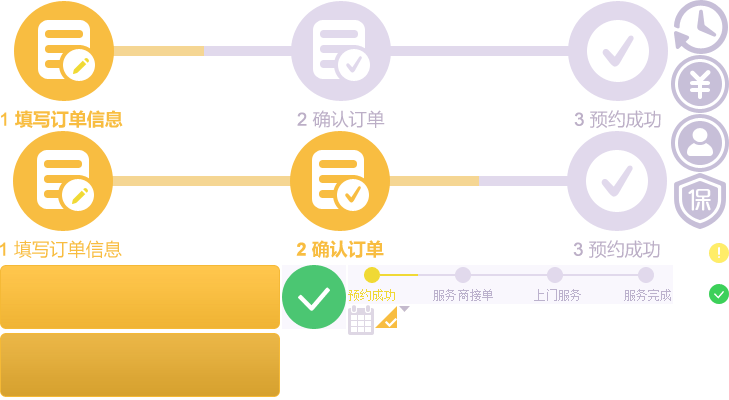 1 填写订单信息
2 确认订单
3 预约成功
¥
1 填写订单信息
2 确认订单
3 预约成功
保
预约成功
服务商接单
上门服务
服务完成